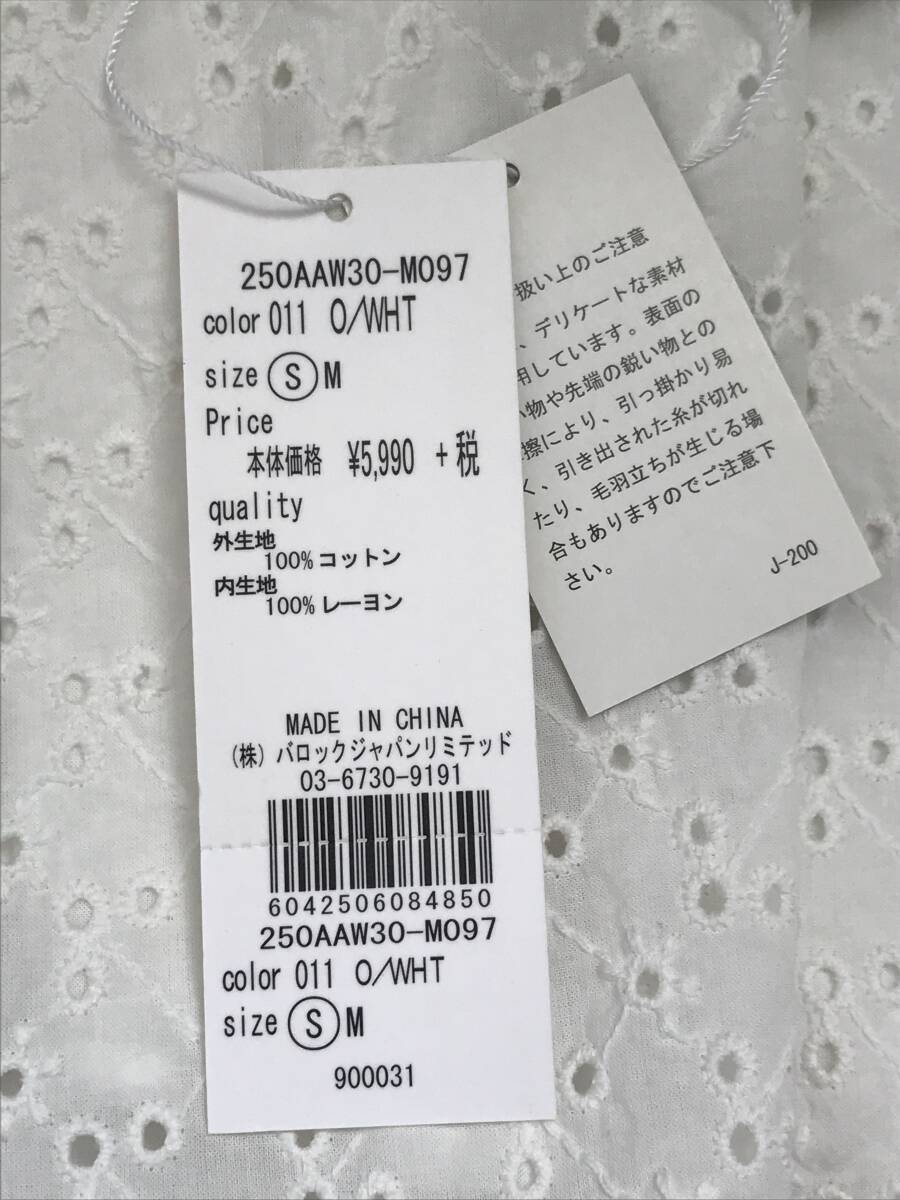 250AAW30-M097
color 011 O/WHT
size S M
Price
本体価格 ¥5,990 +税
quality
外生地
100% コットン
内生地
100% レーヨン
MADE IN CHINA
(株) バロックジャパンリミテッド
03-6730-9191
6042506084850
250AAW30-M097
color 011 O/WHT
size S M
900031
扱い上のご注意
、デリケートな素材
用しています。表面の
い物や先端の鋭い物との
擦により、引っ掛かり易
く、引き出された糸が切れ
たり、毛羽立ちが生じる場
合もありますのでご注意下
さい。
J-200